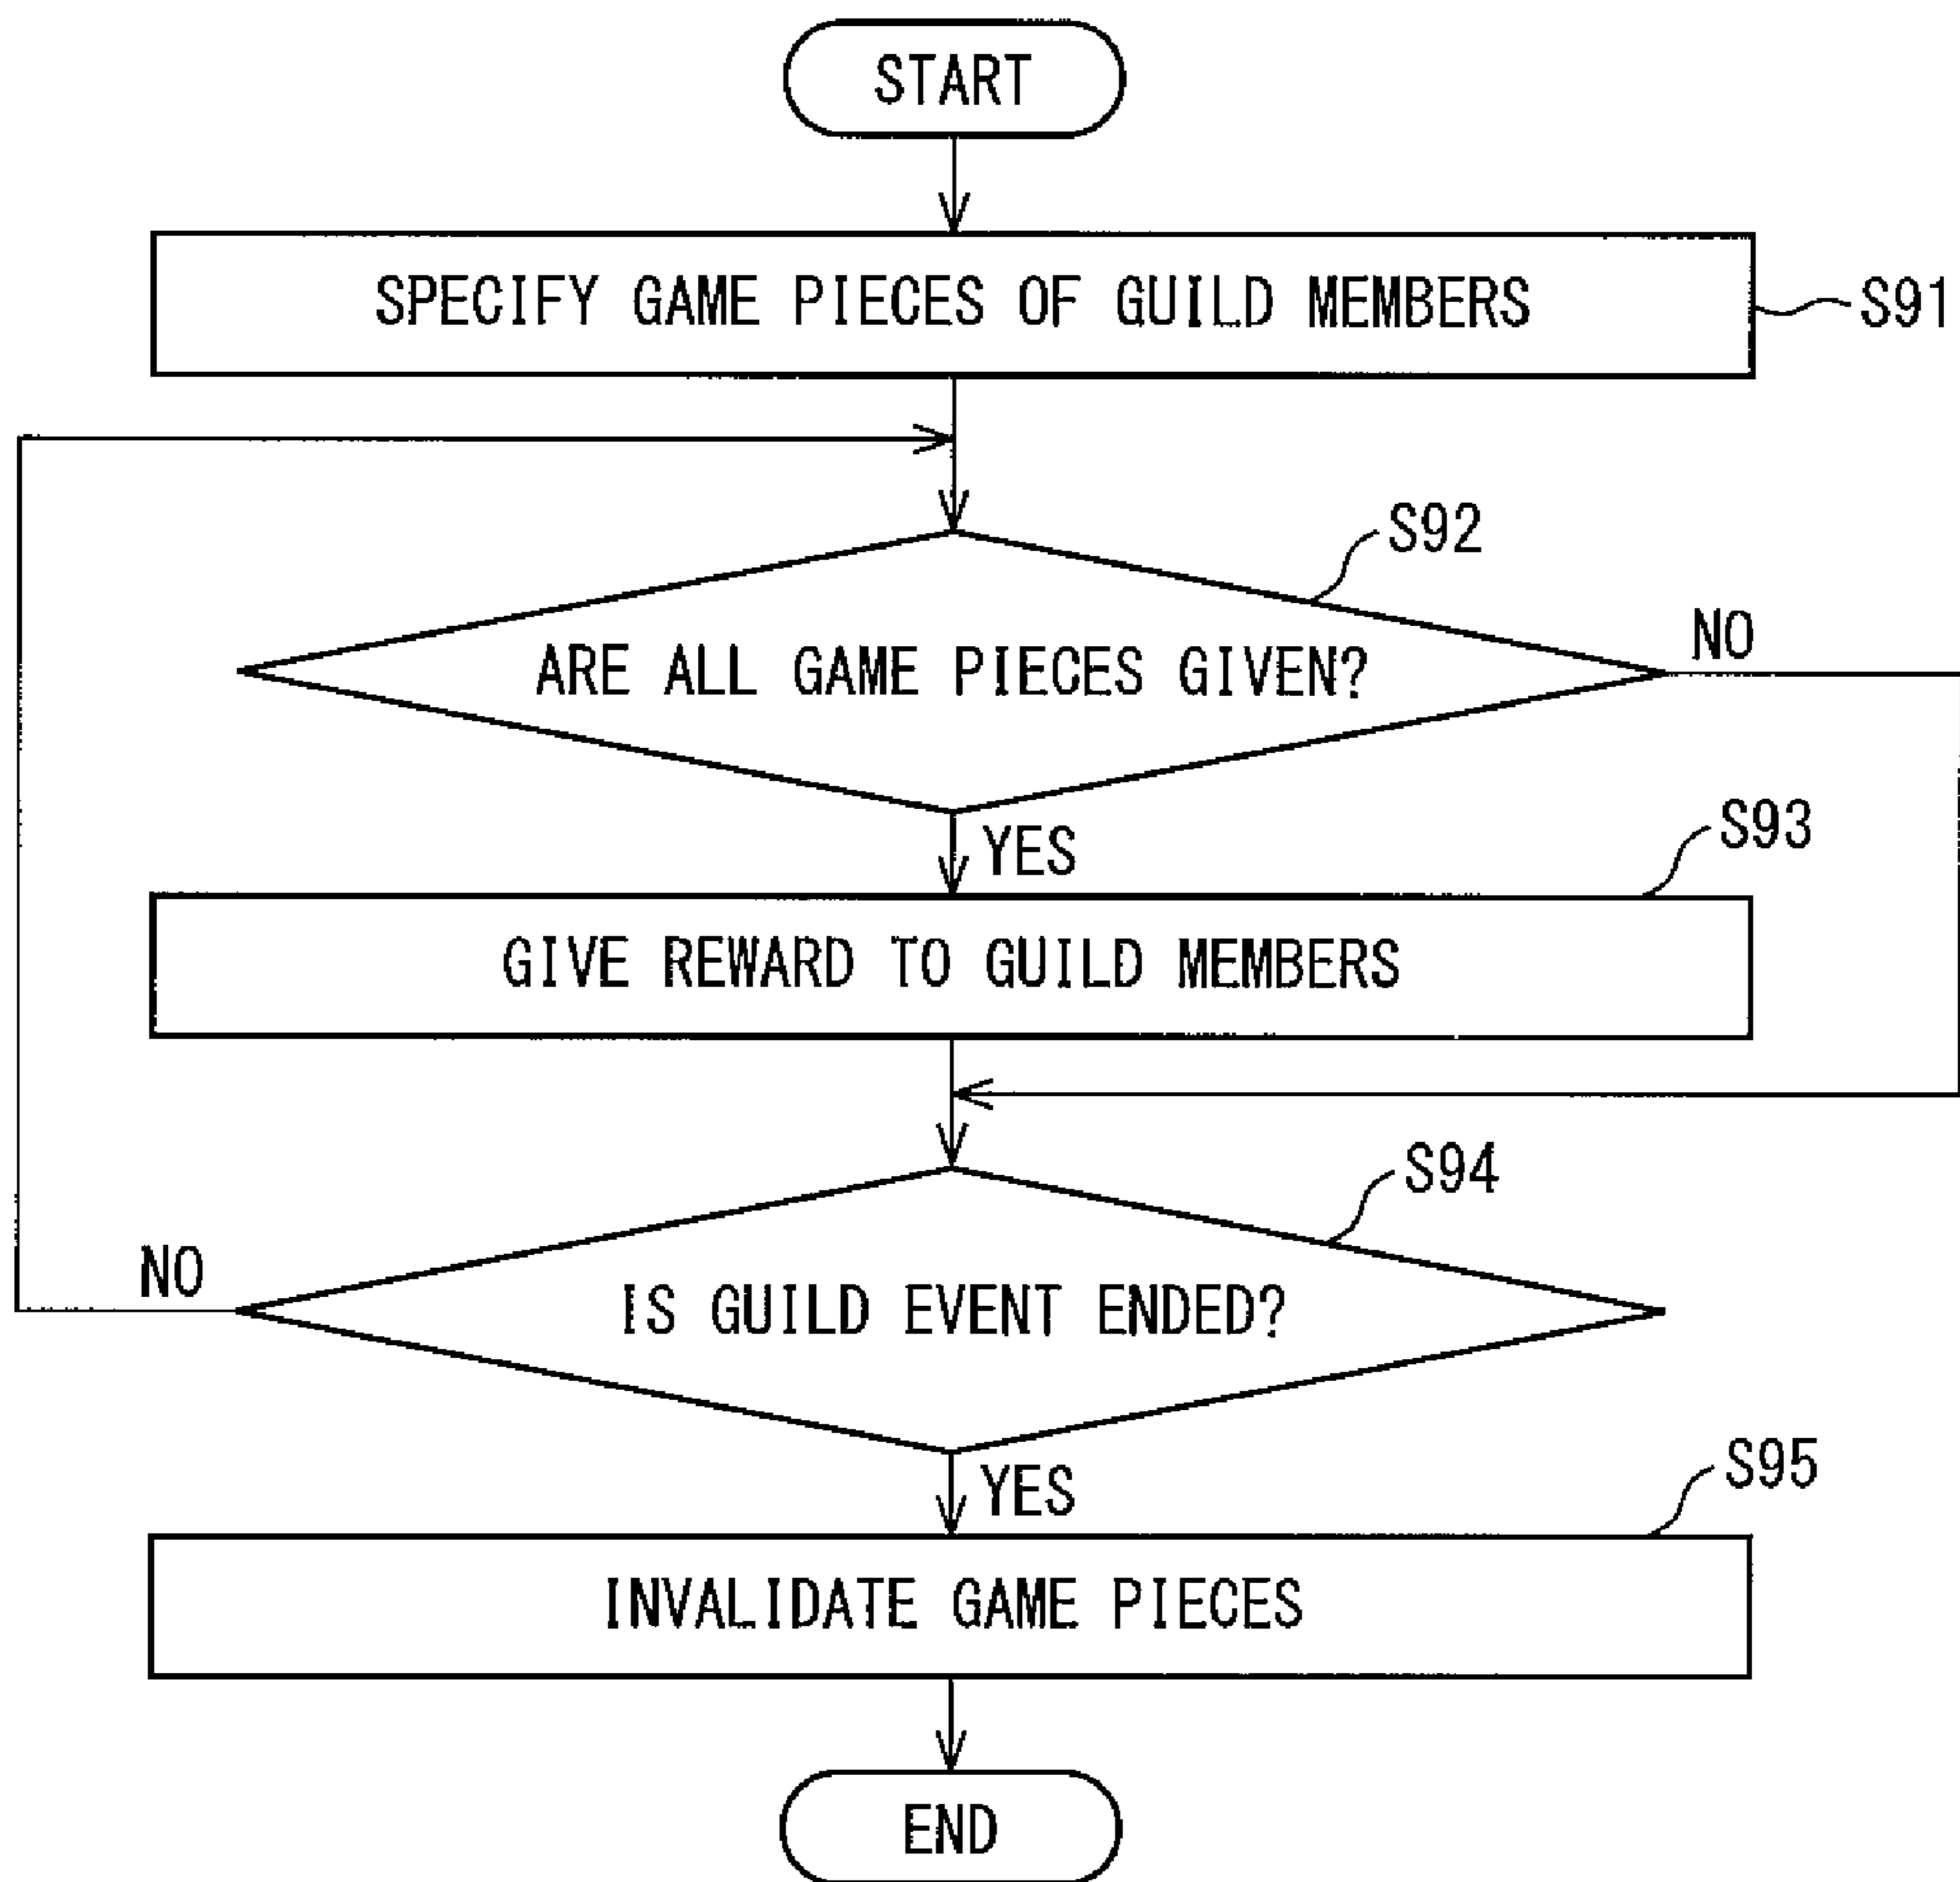 START
SPECIFY GAME PIECES OF GUILD MEMBERS
S91
S92
ARE ALL GAME PIECES GIVEN?
NO
YES
S93
GIVE REWARD TO GUILD MEMBERS
S94
NO
IS GUILD EVENT ENDED?
YES
S95
INVALIDATE GAME PIECES
END